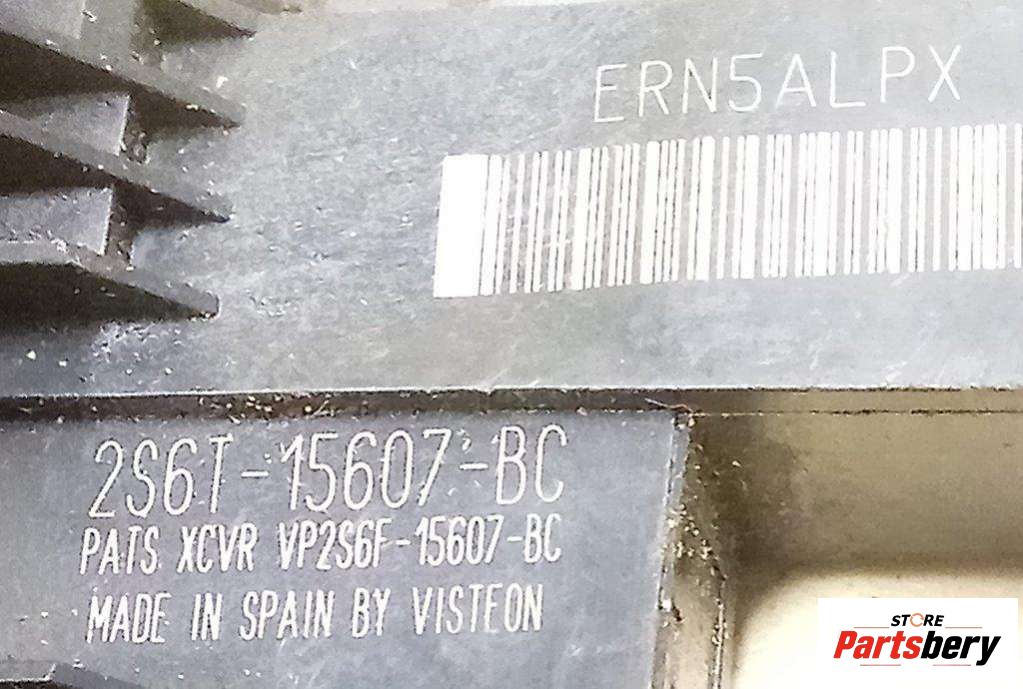 ERN5ALPX
2S6T-15607-BC
PATS XCVR VP2S6F-15607-BC
MADE IN SPAIN BY VISTEON
STORE
Partsbery